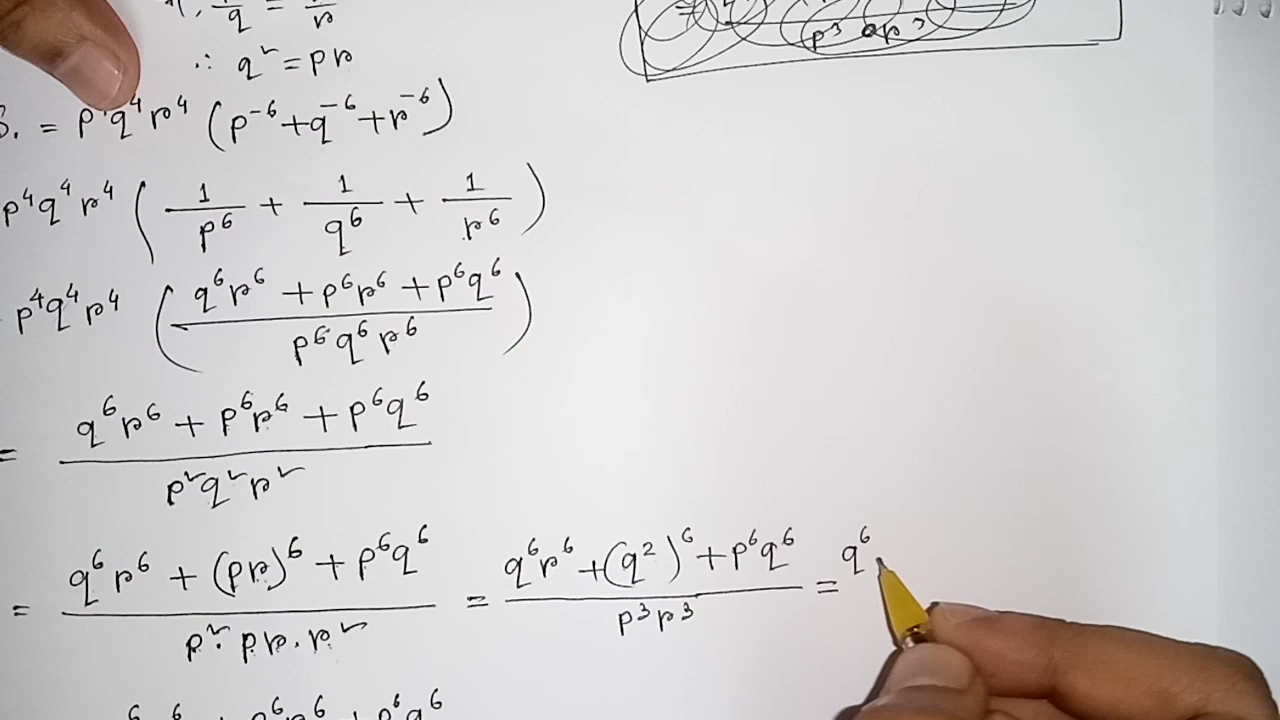 ∴ q² = pr
= p⁴q⁴r⁴ (p⁻⁶+q⁻⁶+r⁻⁶)
p⁴q⁴r⁴ ( 1/p⁶ + 1/q⁶ + 1/r⁶ )
p⁴q⁴r⁴ ( (q⁶r⁶ + p⁶r⁶ + p⁶q⁶)/(p⁶q⁶r⁶) )
= (q⁶r⁶ + p⁶r⁶ + p⁶q⁶)/(p²q²r²)
= (q⁶r⁶ + (pr)⁶ + p⁶q⁶)/(p².pr.r²) = (q⁶r⁶ + (q²)⁶ + p⁶q⁶)/(p³r³) = q⁶